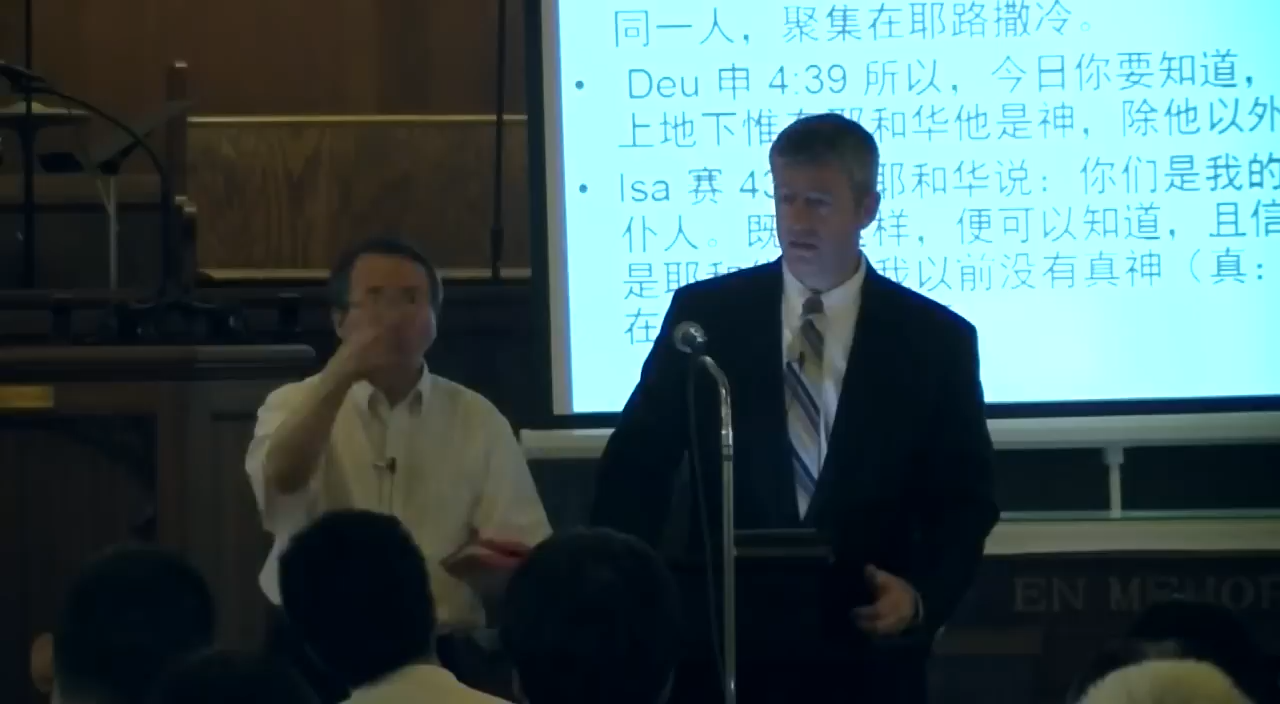 同一人，聚集在耶路撒冷。
• Deu 申 4:39 所以，今日你要知道，
上地下惟有耶和华他是神，除他以外
• Isa 赛 43 耶和华说：你们是我的
仆人。既 样，便可以知道，且信
是耶和 我以前没有真神（真：
在
EN MEMOR